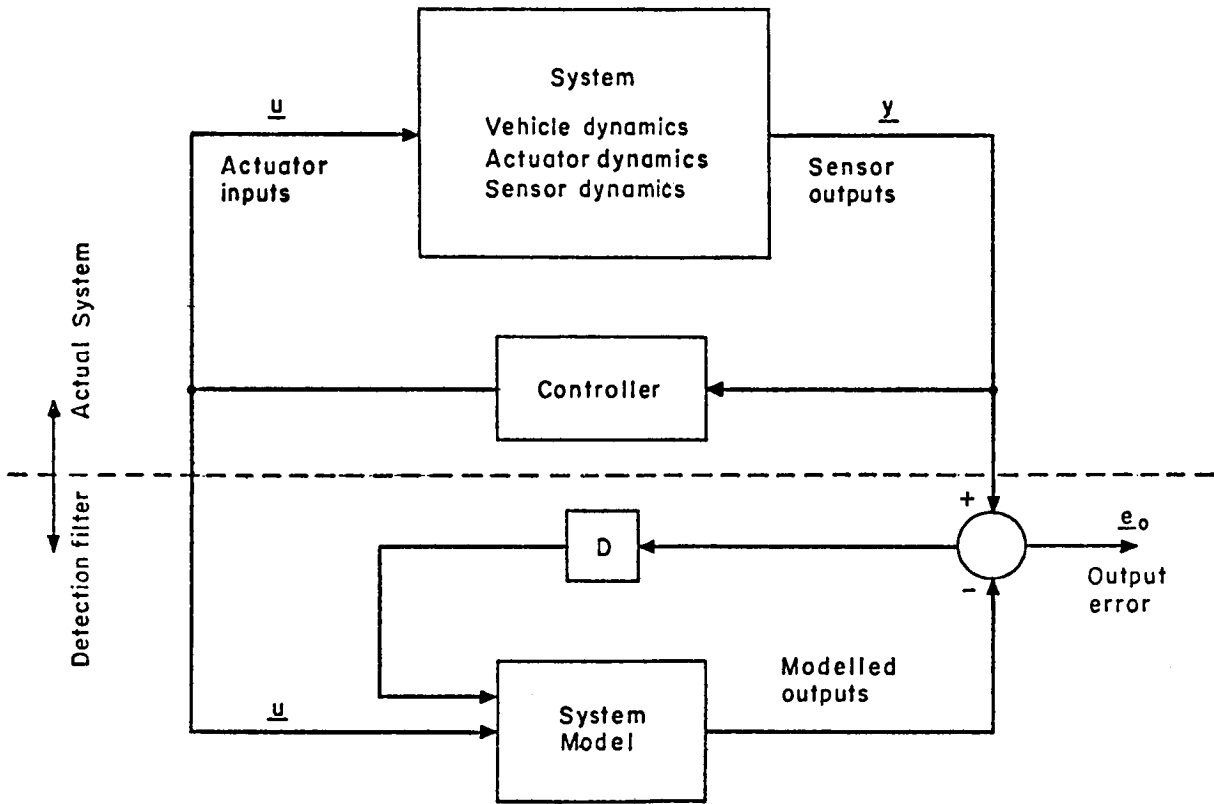 System
Vehicle dynamics
Actuator dynamics
Sensor dynamics
u
Actuator
inputs
y
Sensor
outputs
Controller
Actual System
Detection filter
+
-
e₀
Output
error
D
u
System
Model
Modelled
outputs